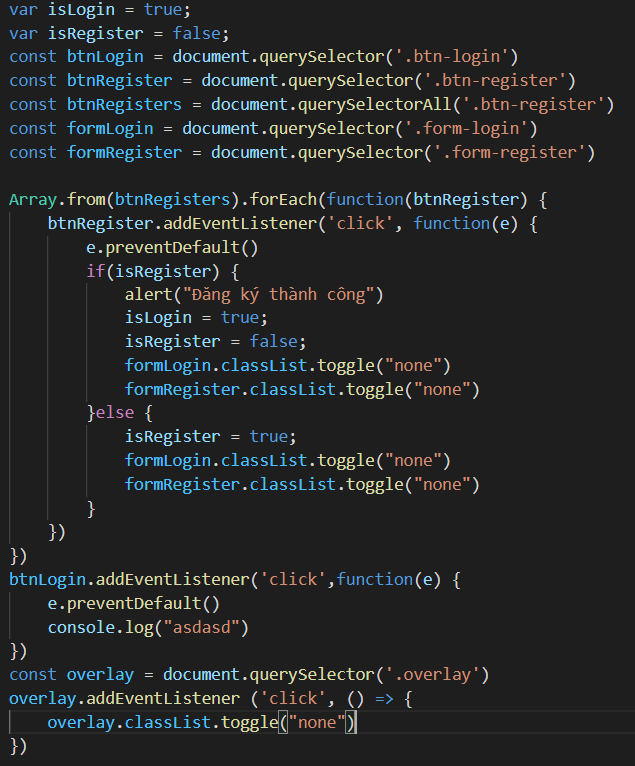 var isLogin = true;
var isRegister = false;
const btnLogin = document.querySelector('.btn-login')
const btnRegister = document.querySelector('.btn-register')
const btnRegisters = document.querySelectorAll('.btn-register')
const formLogin = document.querySelector('.form-login')
const formRegister = document.querySelector('.form-register')

Array.from(btnRegisters).forEach(function(btnRegister) {
    btnRegister.addEventListener('click', function(e) {
        e.preventDefault()
        if(isRegister) {
            alert("Đăng ký thành công")
            isLogin = true;
            isRegister = false;
            formLogin.classList.toggle("none")
            formRegister.classList.toggle("none")
        }else {
            isRegister = true;
            formLogin.classList.toggle("none")
            formRegister.classList.toggle("none")
        }
    })
})
btnLogin.addEventListener('click',function(e) {
    e.preventDefault()
    console.log("asdasd")
})
const overlay = document.querySelector('.overlay')
overlay.addEventListener ('click', () => {
    overlay.classList.toggle("none")
})